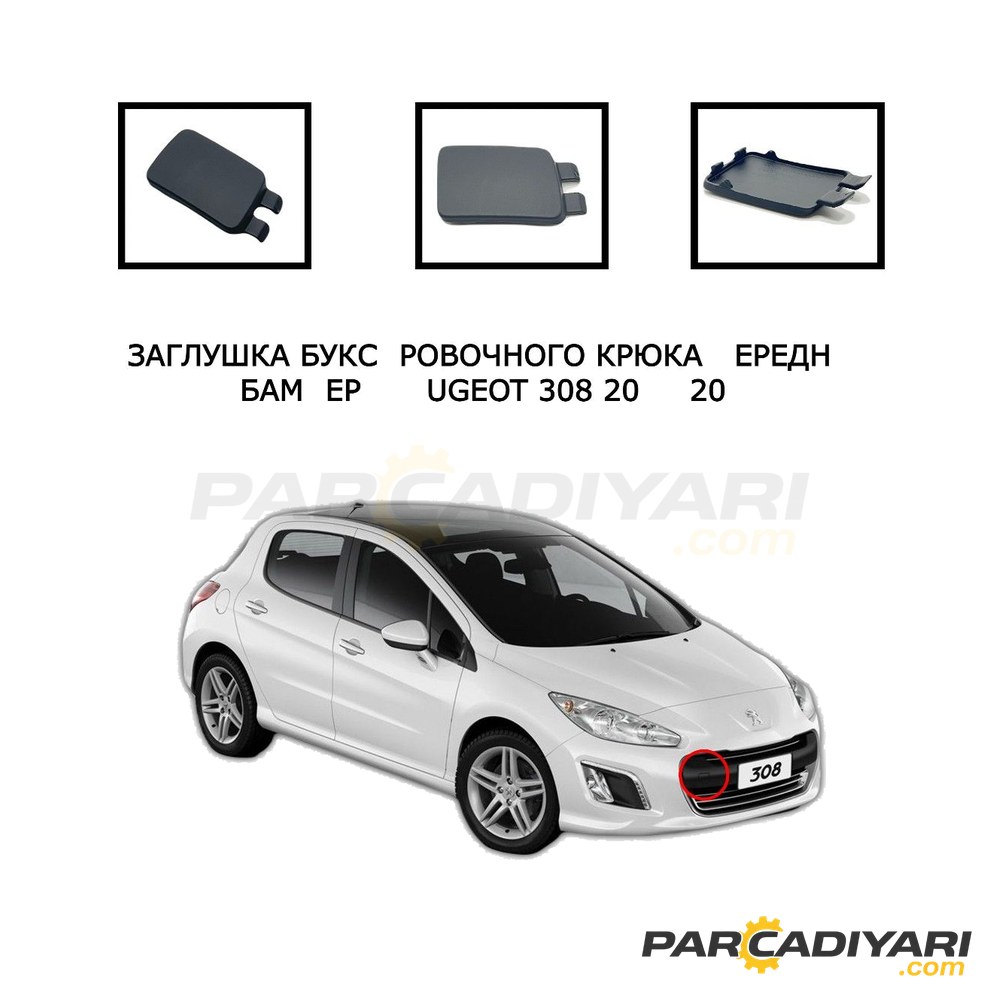 ЗАГЛУШКА БУКС РОВОЧНОГО КРЮКА ЕРЕДН
БАМ ЕР UGEOT 308 20 20
PARCADIYARI
.com
308
PARCADIYARI
.com